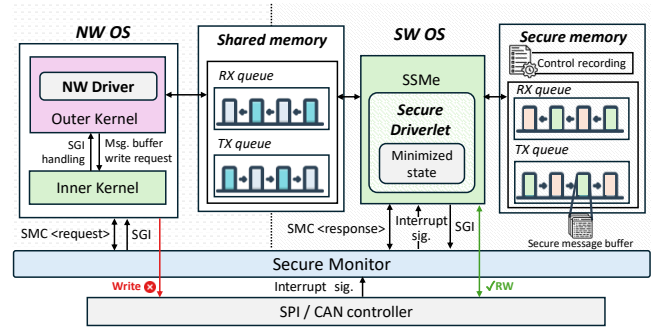 NW OS
NW Driver
Outer Kernel
SGI
handling
Msg. buffer
write request
Inner Kernel
Shared memory
RX queue
TX queue
SW OS
SSMe
Secure
Driverlet
Minimized
state
Secure memory
Control recording
RX queue
TX queue
Secure message buffer
SMC <request>
SGI
SMC <response>
Interrupt
sig.
SGI
Secure Monitor
Write
Interrupt sig.
✓RW
SPI / CAN controller